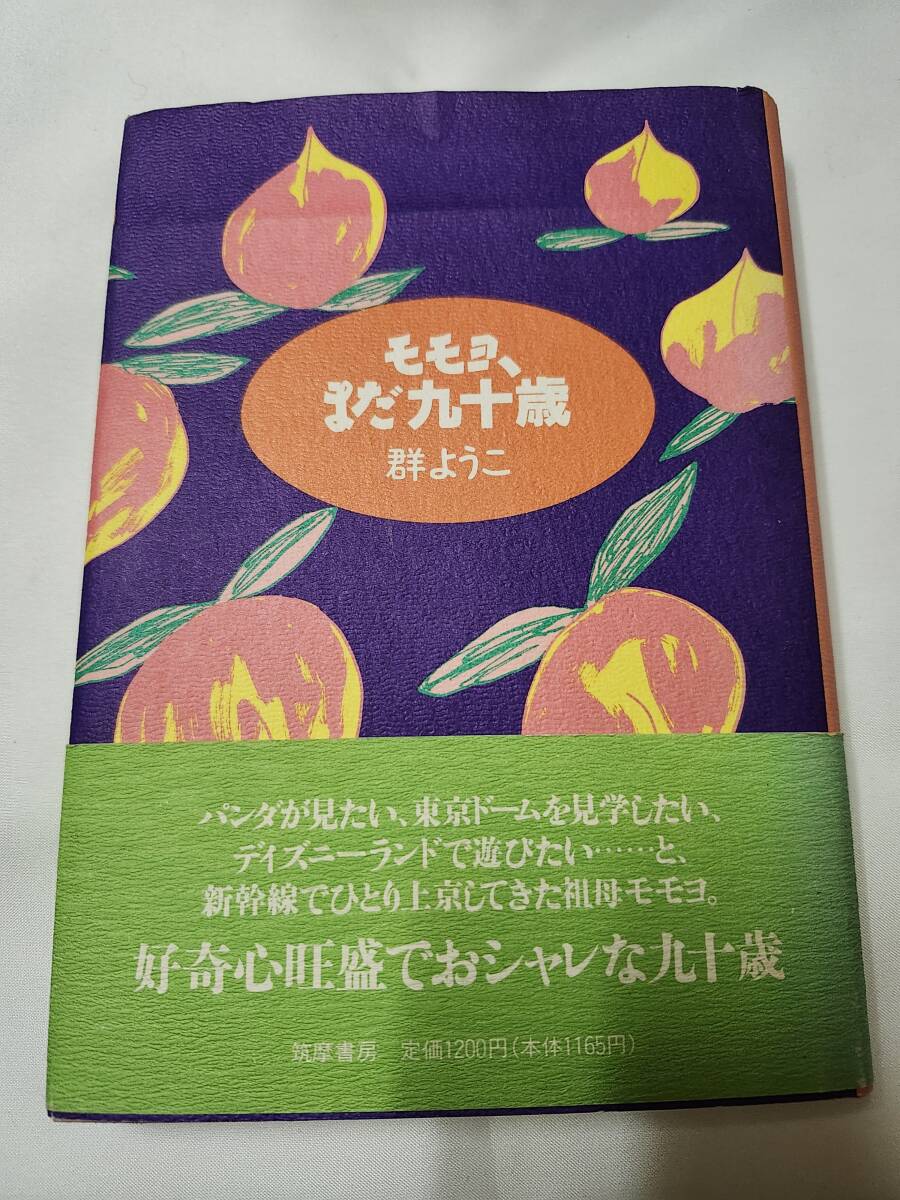 モモヨ、
まだ九十歳
群ようこ
パンダが見たい、東京ドームを見学したい、
ディズニーランドで遊びたい……と、
新幹線でひとり上京してきた祖母モモヨ。
好奇心旺盛でおシャレな九十歳
筑摩書房 定価1200円(本体1165円)